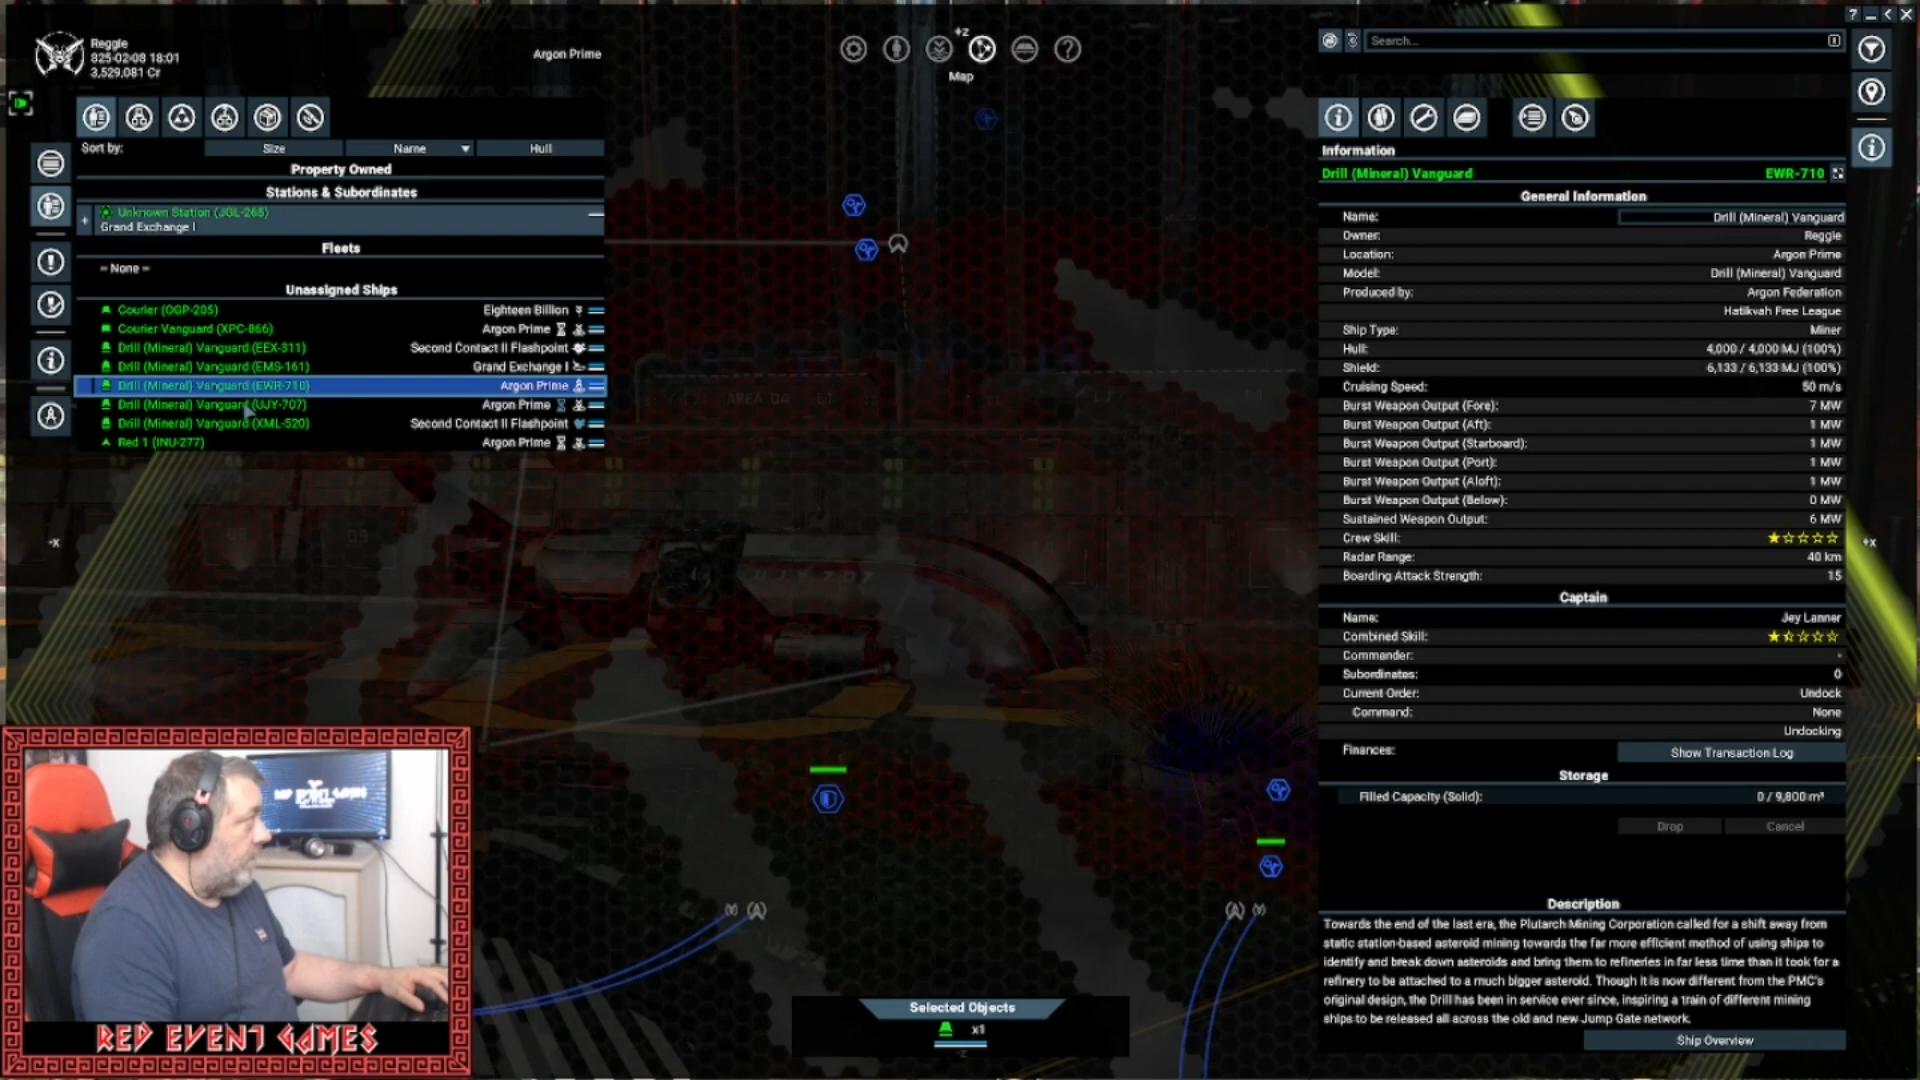 Reggle
825-02-08 18:01
3,529,081 Cr
Argon Prime
+z
Map
?
Search...
Sort by:
Size
Name
Hull
Property Owned
Stations & Subordinates
Unknown Station (JGL-265)
Grand Exchange I
Fleets
-- None --
Unassigned Ships
Courier (OGP-205) Eighteen Billion
Courier Vanguard (XPC-866) Argon Prime
Drill (Mineral) Vanguard (EEX-311) Second Contact II Flashpoint
Drill (Mineral) Vanguard (EMS-161) Grand Exchange I
Drill (Mineral) Vanguard (EWR-710) Argon Prime
Drill (Mineral) Vanguard (UJY-707) Argon Prime
Drill (Mineral) Vanguard (XML-520) Second Contact II Flashpoint
Red 1 (INU-277) Argon Prime
-x
+x
Information
Drill (Mineral) Vanguard EWR-710
General Information
Name: Drill (Mineral) Vanguard
Owner: Reggle
Location: Argon Prime
Model: Drill (Mineral) Vanguard
Produced by: Argon Federation
Hatikvah Free League
Ship Type: Miner
Hull: 4,000 / 4,000 MJ (100%)
Shield: 6,133 / 6,133 MJ (100%)
Cruising Speed: 50 m/s
Burst Weapon Output (Fore): 7 MW
Burst Weapon Output (Aft): 1 MW
Burst Weapon Output (Starboard): 1 MW
Burst Weapon Output (Port): 1 MW
Burst Weapon Output (Aloft): 1 MW
Burst Weapon Output (Below): 0 MW
Sustained Weapon Output: 6 MW
Crew Skill:
Radar Range: 40 km
Boarding Attack Strength: 15
Captain
Name: Jey Lanner
Combined Skill:
Commander: -
Subordinates: 0
Current Order: Undock
Command: None
Undocking
Finances: Show Transaction Log
Storage
Filled Capacity (Solid): 0 / 9,800 m³
Drop
Cancel
Description
Towards the end of the last era, the Plutarch Mining Corporation called for a shift away from
static station-based asteroid mining towards the far more efficient method of using ships to
identify and break down asteroids and bring them to refineries in far less time than it took for a
refinery to be attached to a much bigger asteroid. Though it is now different from the PMC's
original design, the Drill has been in service ever since, inspiring a train of different mining
ships to be released all across the old and new Jump Gate network.
Ship Overview
Selected Objects
x1
-z
AREA 04
UJY 707
RED EVENT GAMES
RED EVENT GAMES